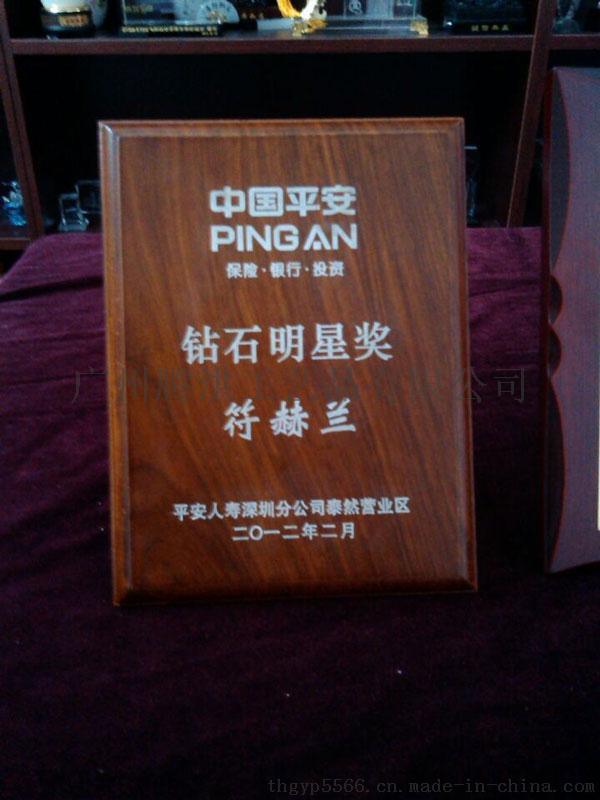 中国平安
PING AN
保险·银行·投资
钻石明星奖
符赫兰
平安人寿深圳分公司泰然营业区
二〇一二年二月
thgyp5566.cn.made-in-china.com